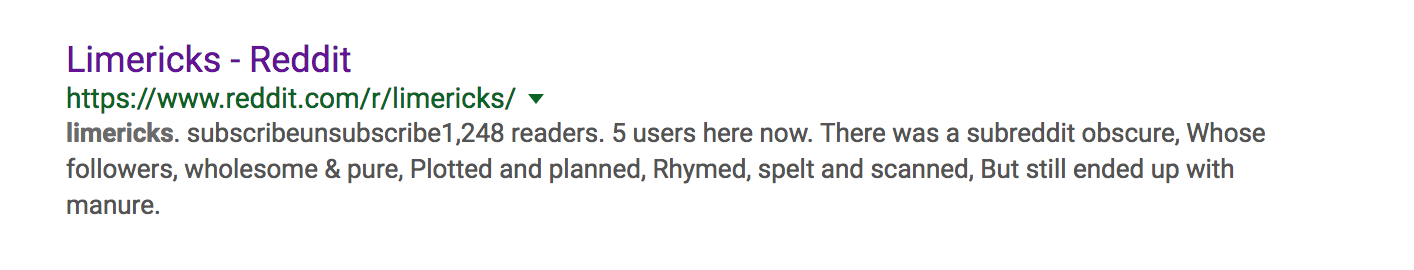 Limericks - Reddit
https://www.reddit.com/r/limericks/
limericks. subscribeunsubscribe1,248 readers. 5 users here now. There was a subreddit obscure, Whose
followers, wholesome & pure, Plotted and planned, Rhymed, spelt and scanned, But still ended up with
manure.